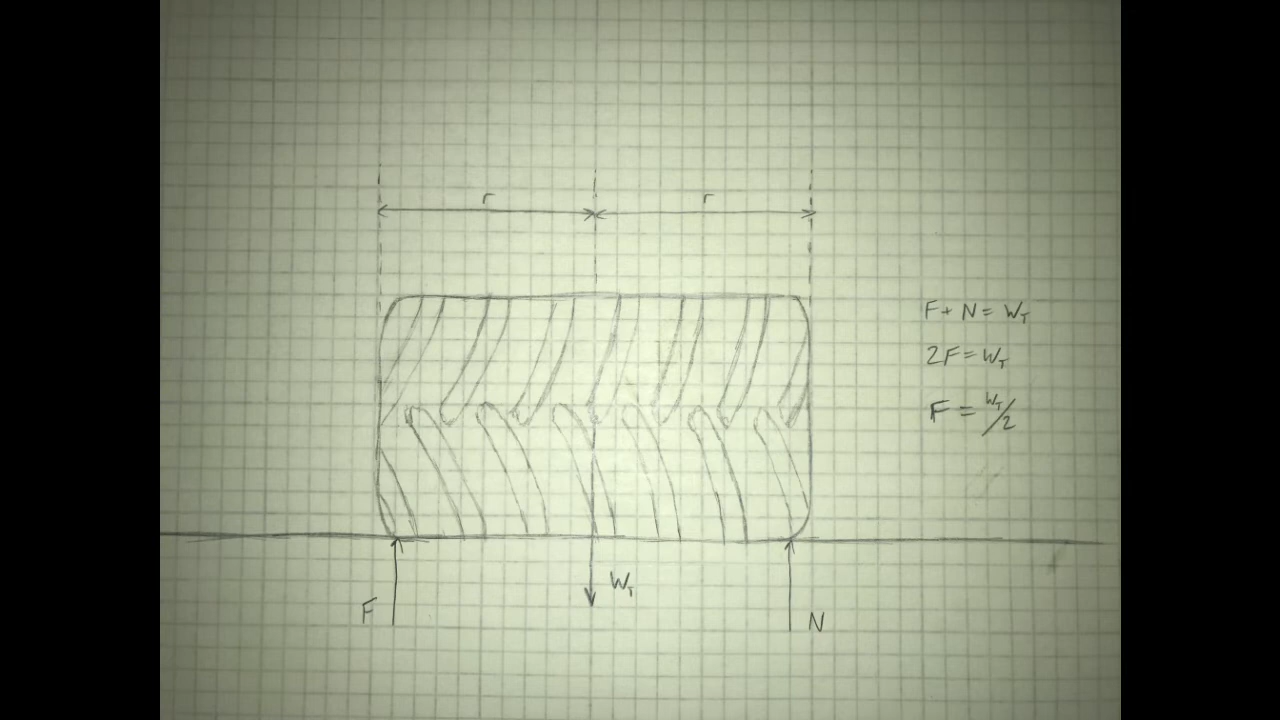 r
r
F + N = W_T
2F = W_T
F = W_T/2
F
W_T
N